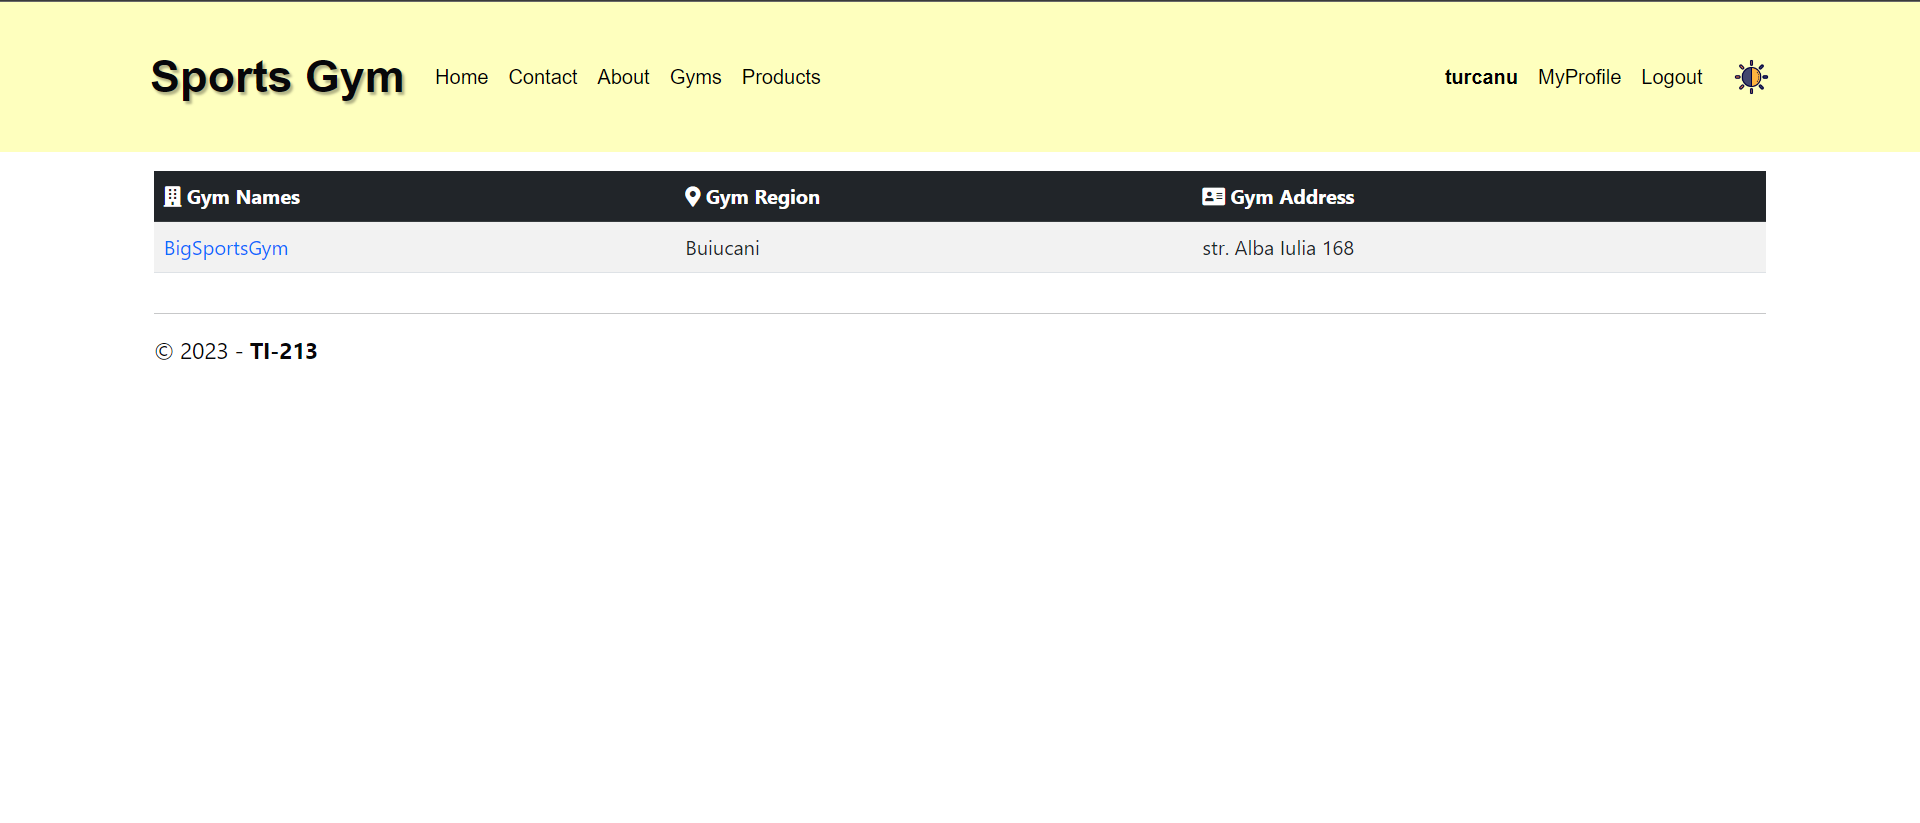 Sports Gym Home Contact About Gyms Products turcanu MyProfile Logout
Gym Names Gym Region Gym Address
BigSportsGym Buiucani str. Alba Iulia 168
© 2023 - TI-213